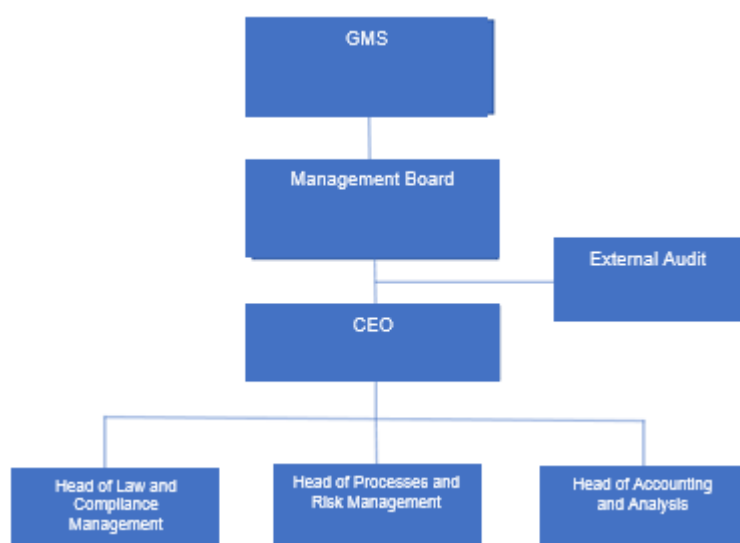 GMS
Management Board
External Audit
CEO
Head of Law and
Compliance
Management
Head of Processes and
Risk Management
Head of Accounting
and Analysis